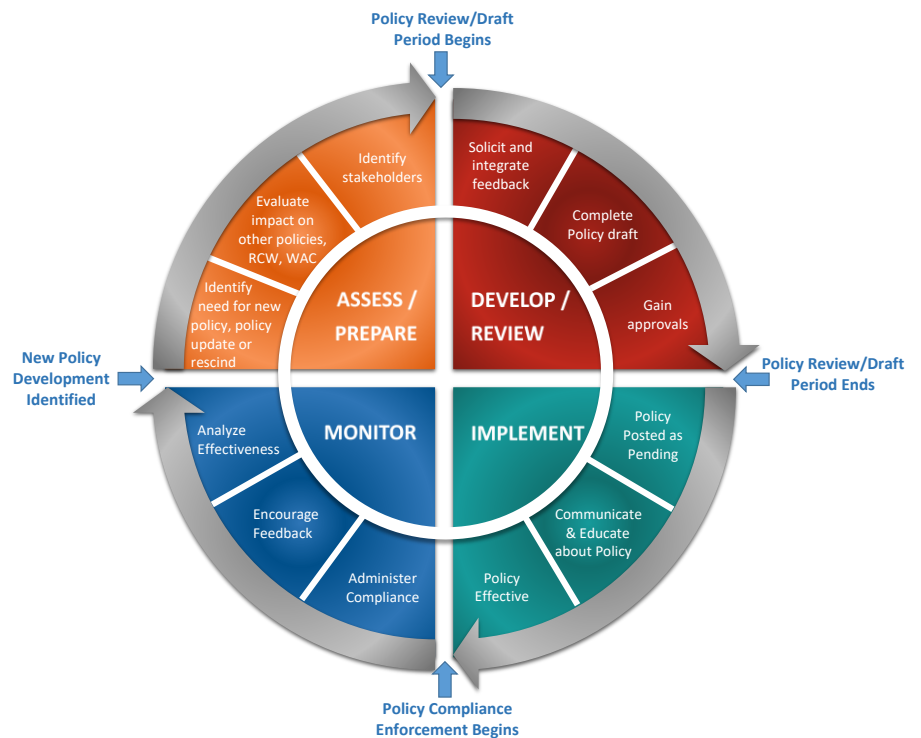 Policy Review/Draft
Period Begins
Identify
stakeholders
Evaluate
impact on
other policies,
RCW, WAC
Identify
need for new
policy, policy
update or
rescind
ASSESS /
PREPARE
Solicit and
integrate
feedback
Complete
Policy draft
Gain
approvals
DEVELOP /
REVIEW
New Policy
Development
Identified
Policy Review/Draft
Period Ends
Analyze
Effectiveness
Encourage
Feedback
Administer
Compliance
MONITOR
IMPLEMENT
Policy
Posted as
Pending
Communicate
& Educate
about Policy
Policy
Effective
Policy Compliance
Enforcement Begins